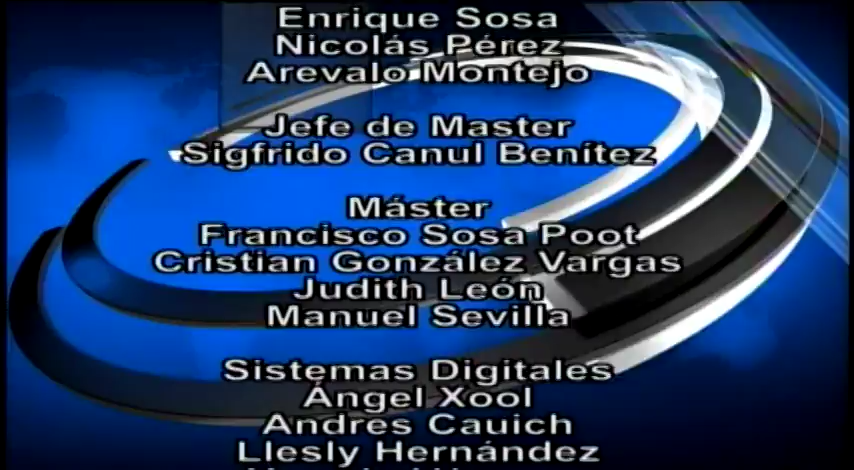 Enrique Sosa
Nicolás Pérez
Arevalo Montejo
Jefe de Master
Sigfrido Canul Benítez
Máster
Francisco Sosa Poot
Cristian González Vargas
Judith León
Manuel Sevilla
Sistemas Digitales
Ángel Xool
Andres Cauich
Llesly Hernández